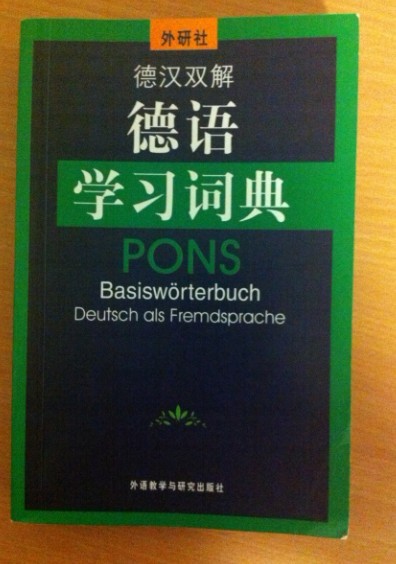 外研社
德汉双解
德语
学习词典
PONS
Basiswörterbuch
Deutsch als Fremdsprache
外语教学与研究出版社